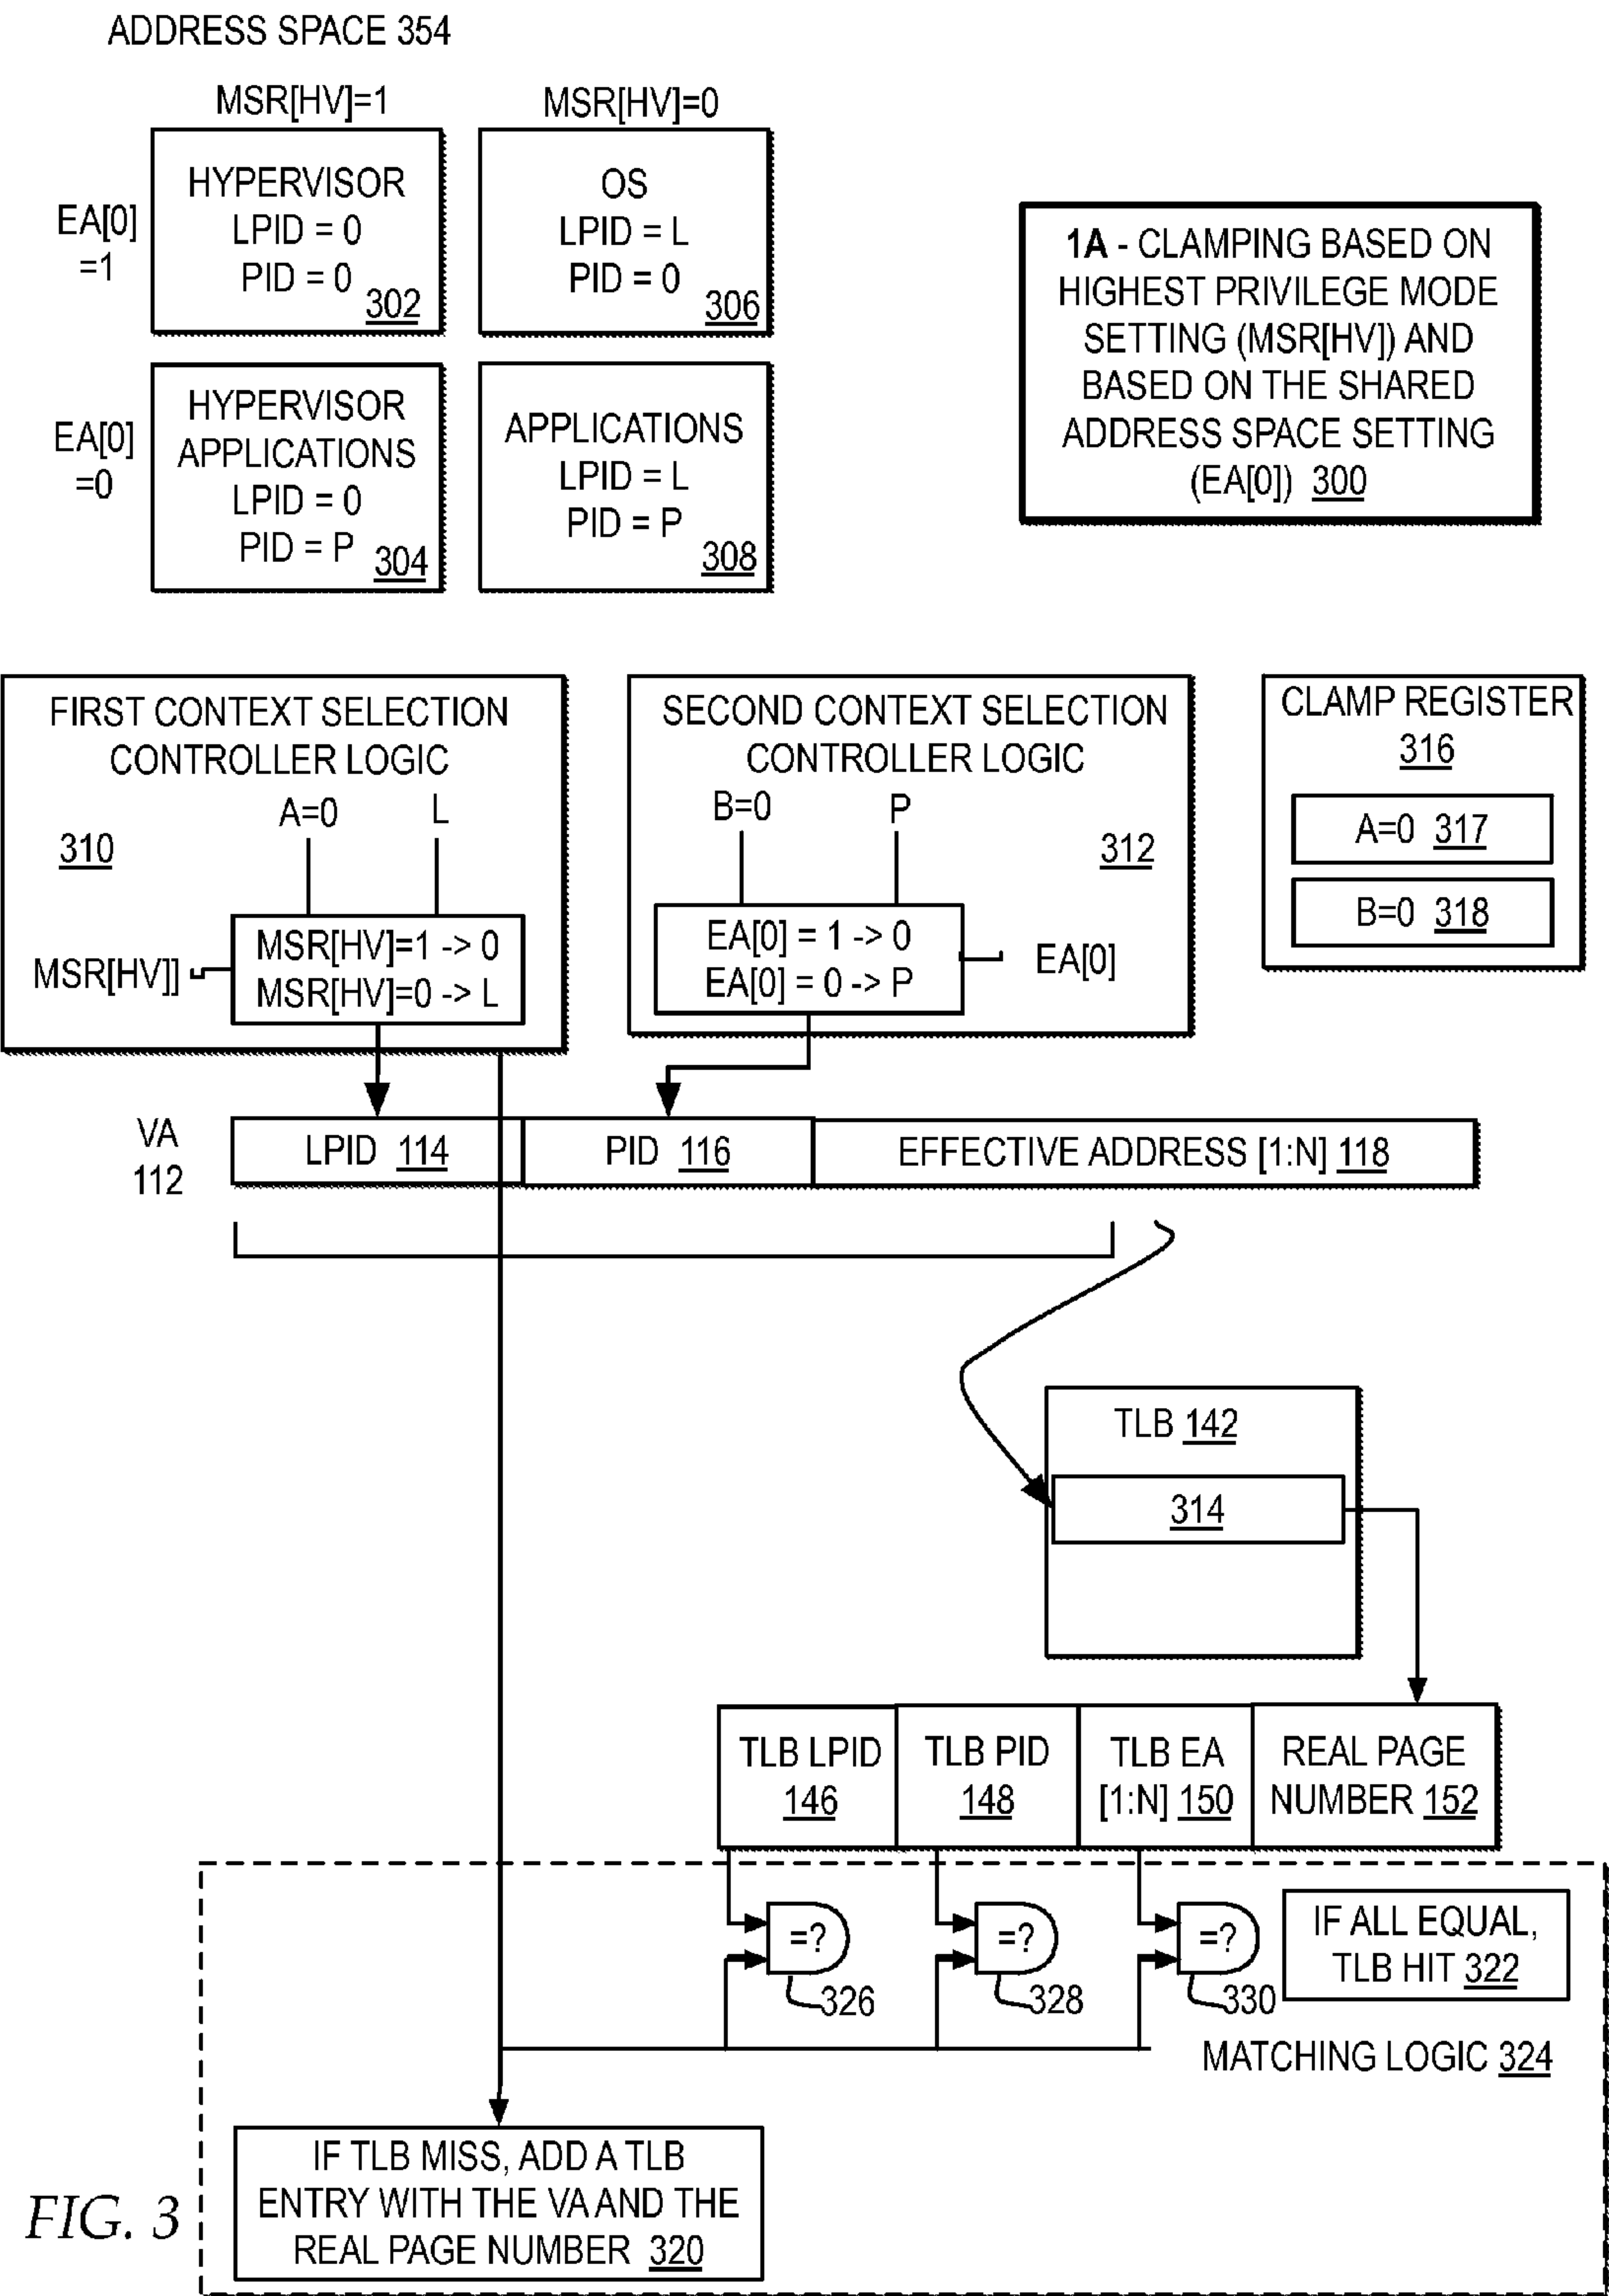 ADDRESS SPACE 354
MSR[HV]=1
MSR[HV]=0
EA[0]
=1
HYPERVISOR
LPID = 0
PID = 0
302
OS
LPID = L
PID = 0
306
1A - CLAMPING BASED ON
HIGHEST PRIVILEGE MODE
SETTING (MSR[HV]) AND
BASED ON THE SHARED
ADDRESS SPACE SETTING
(EA[0]) 300
EA[0]
=0
HYPERVISOR
APPLICATIONS
LPID = 0
PID = P
304
APPLICATIONS
LPID = L
PID = P
308
FIRST CONTEXT SELECTION
CONTROLLER LOGIC
A=0
L
310
MSR[HV]]
MSR[HV]=1 -> 0
MSR[HV]=0 -> L
SECOND CONTEXT SELECTION
CONTROLLER LOGIC
B=0
P
312
EA[0] = 1 -> 0
EA[0] = 0 -> P
EA[0]
CLAMP REGISTER
316
A=0 317
B=0 318
VA
112
LPID 114
PID 116
EFFECTIVE ADDRESS [1:N] 118
TLB 142
314
TLB LPID
146
TLB PID
148
TLB EA
[1:N] 150
REAL PAGE
NUMBER 152
=?
326
=?
328
=?
330
IF ALL EQUAL,
TLB HIT 322
MATCHING LOGIC 324
IF TLB MISS, ADD A TLB
ENTRY WITH THE VA AND THE
REAL PAGE NUMBER 320
FIG. 3